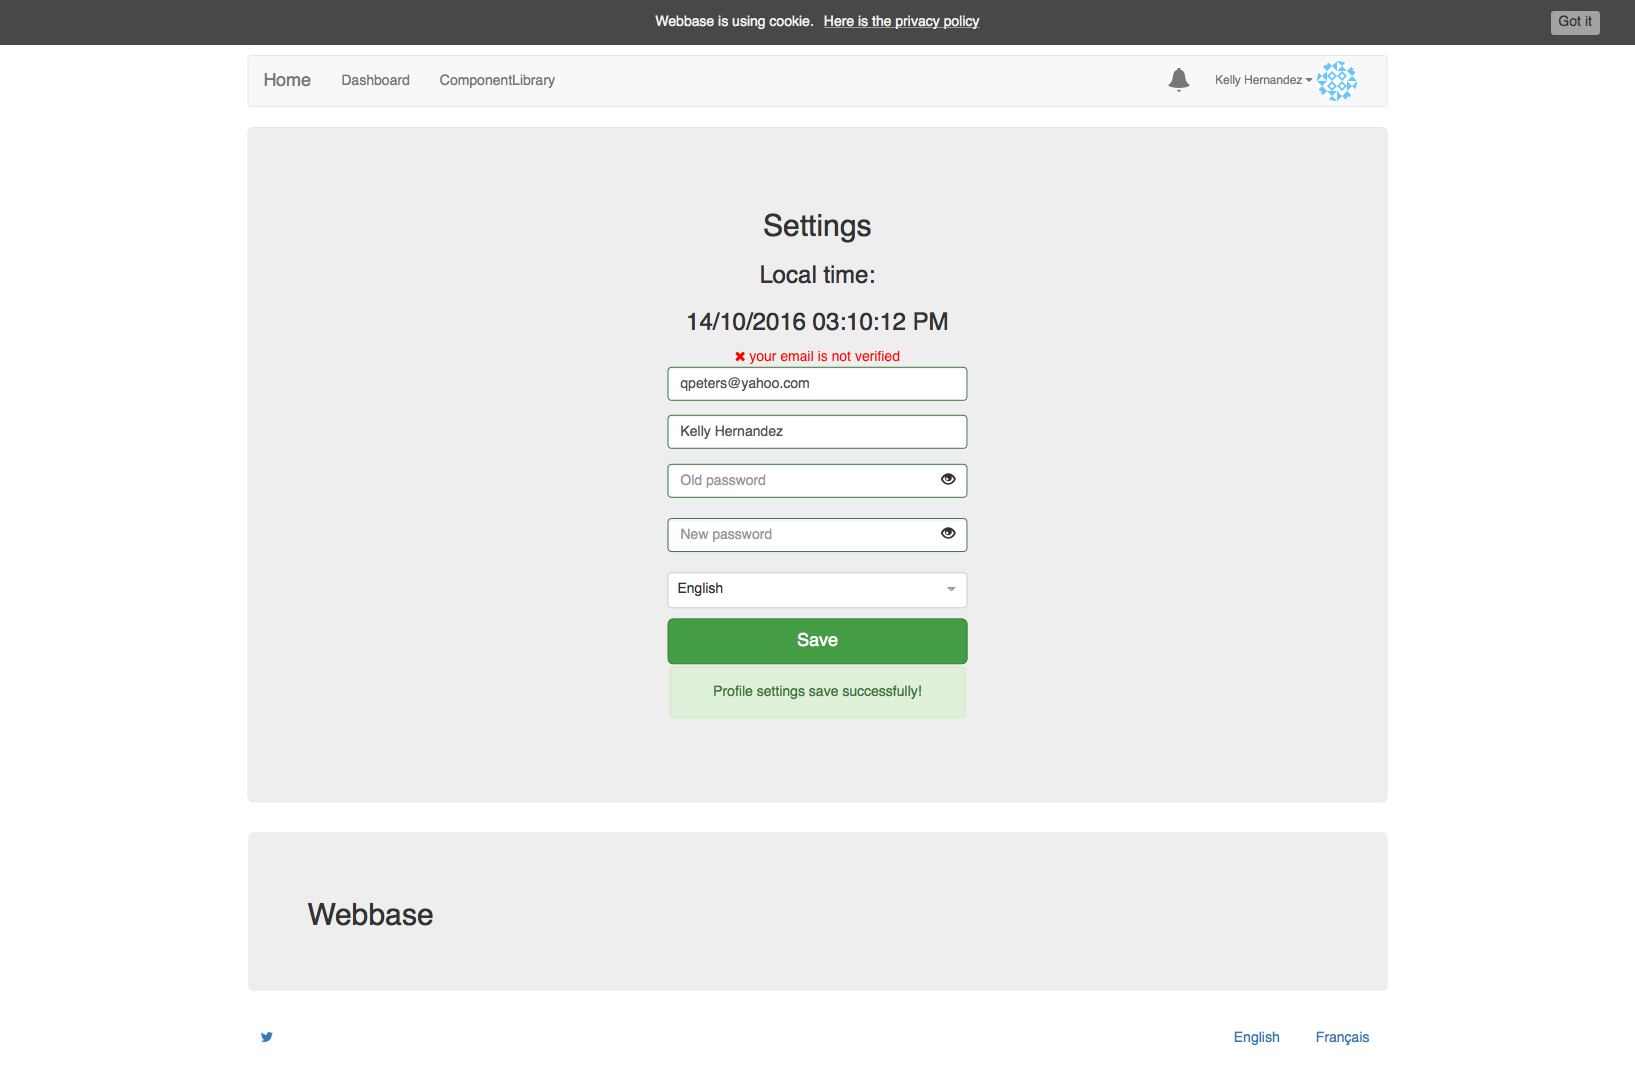 Webbase is using cookie. Here is the privacy policy
Got it
Home Dashboard ComponentLibrary Kelly Hernandez
Settings
Local time:
14/10/2016 03:10:12 PM
your email is not verified
qpeters@yahoo.com
Kelly Hernandez
Old password
New password
English
Save
Profile settings save successfully!
Webbase
English Français